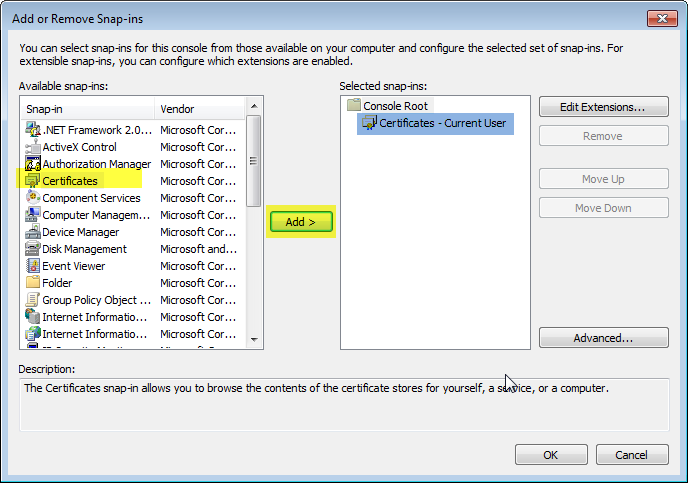 Add or Remove Snap-ins
You can select snap-ins for this console from those available on your computer and configure the selected set of snap-ins. For
extensible snap-ins, you can configure which extensions are enabled.
Available snap-ins:
Snap-in Vendor
.NET Framework 2.0... Microsoft Cor...
ActiveX Control Microsoft Cor...
Authorization Manager Microsoft Cor...
Certificates Microsoft Cor...
Component Services Microsoft Cor...
Computer Managem... Microsoft Cor...
Device Manager Microsoft Cor...
Disk Management Microsoft and...
Event Viewer Microsoft Cor...
Folder Microsoft Cor...
Group Policy Object ... Microsoft Cor...
Internet Informatio... Microsoft Cor...
Internet Informatio... Microsoft Cor...
Add >
Selected snap-ins:
Console Root
Certificates - Current User
Edit Extensions...
Remove
Move Up
Move Down
Advanced...
Description:
The Certificates snap-in allows you to browse the contents of the certificate stores for yourself, a service, or a computer.
OK
Cancel